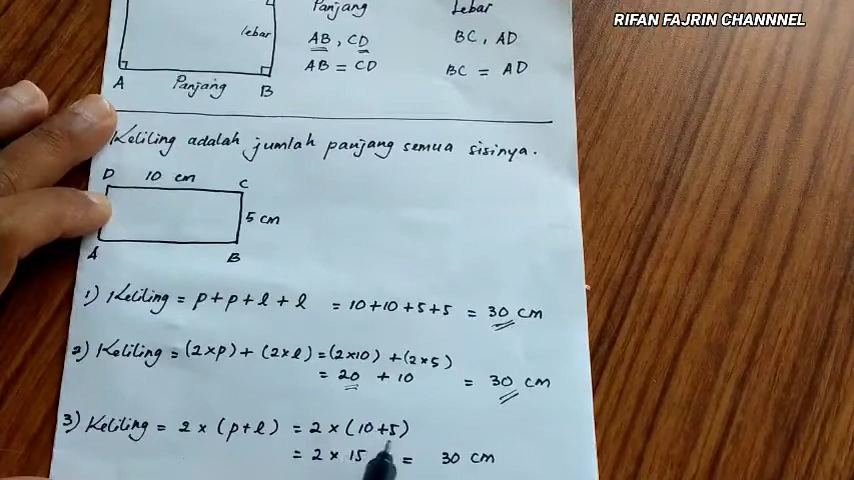 RIFAN FAJRIN CHANNNEL
Panjang Lebar
lebar
AB, CD BC, AD
AB = CD BC = AD
A Panjang B
Keliling adalah jumlah panjang semua sisinya.
D 10 cm C
5 cm
A B
1) Keliling = p+p+l+l = 10+10+5+5 = 30 cm
2) Keliling = (2×p) + (2×l) = (2×10) + (2×5)
= 20 + 10 = 30 cm
3) Keliling = 2 × (p+l) = 2 × (10+5)
= 2 × 15 = 30 cm